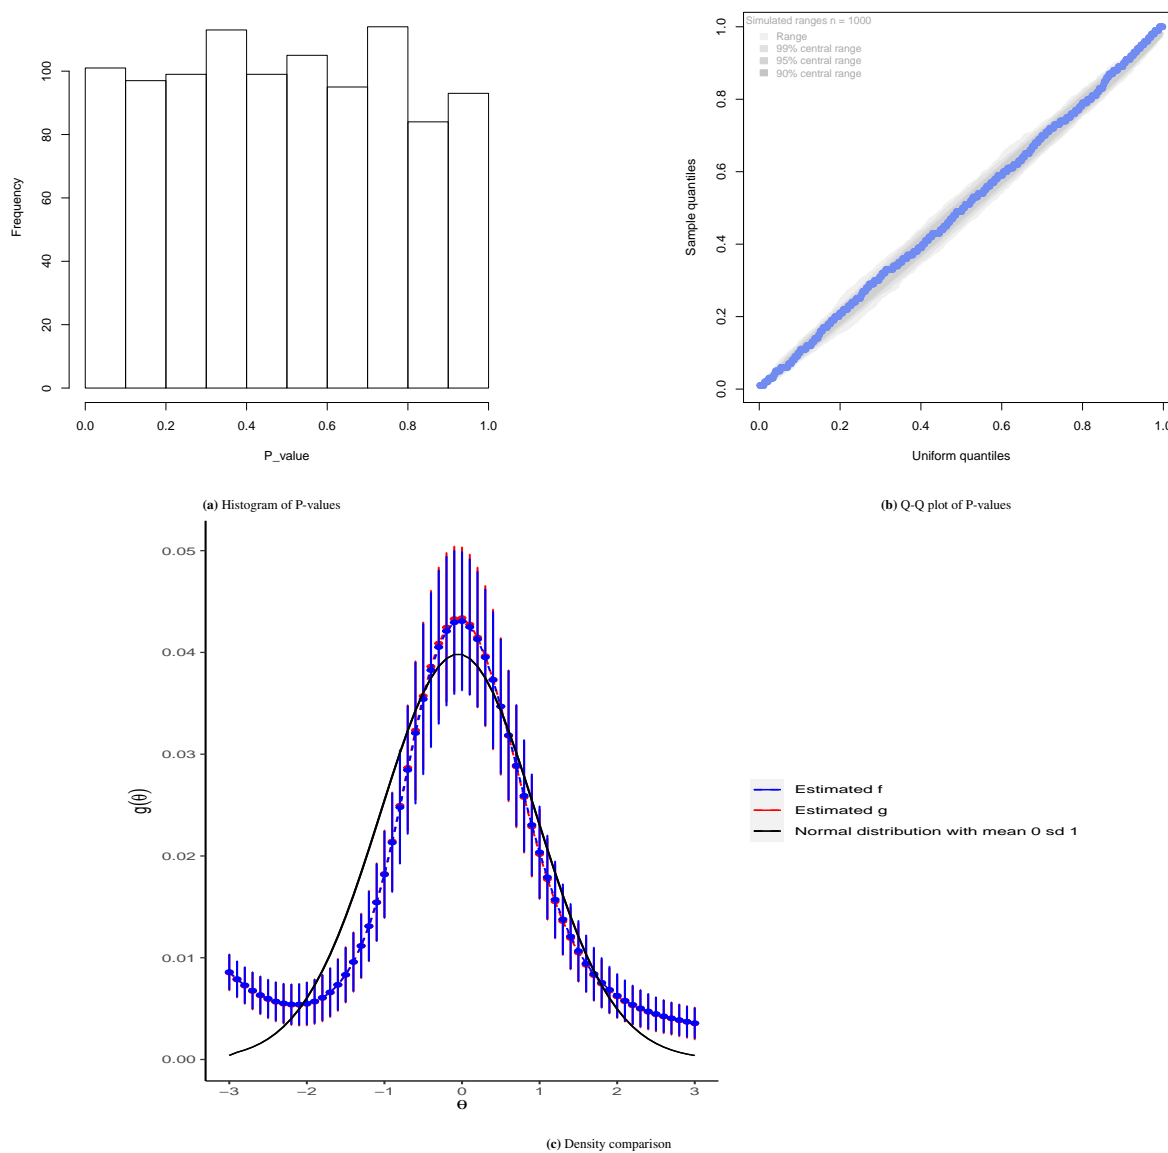 Frequency
0
20
40
60
80
100
0.0 0.2 0.4 0.6 0.8 1.0
P_value
(a) Histogram of P-values
Simulated ranges n = 1000
Range
99% central range
95% central range
90% central range
Sample quantiles
0.0
0.2
0.4
0.6
0.8
1.0
0.0 0.2 0.4 0.6 0.8 1.0
Uniform quantiles
(b) Q-Q plot of P-values
g(θ)
0.05
0.04
0.03
0.02
0.01
0.00
−3 −2 −1 0 1 2 3
Θ
Estimated f
Estimated g
Normal distribution with mean 0 sd 1
(c) Density comparison